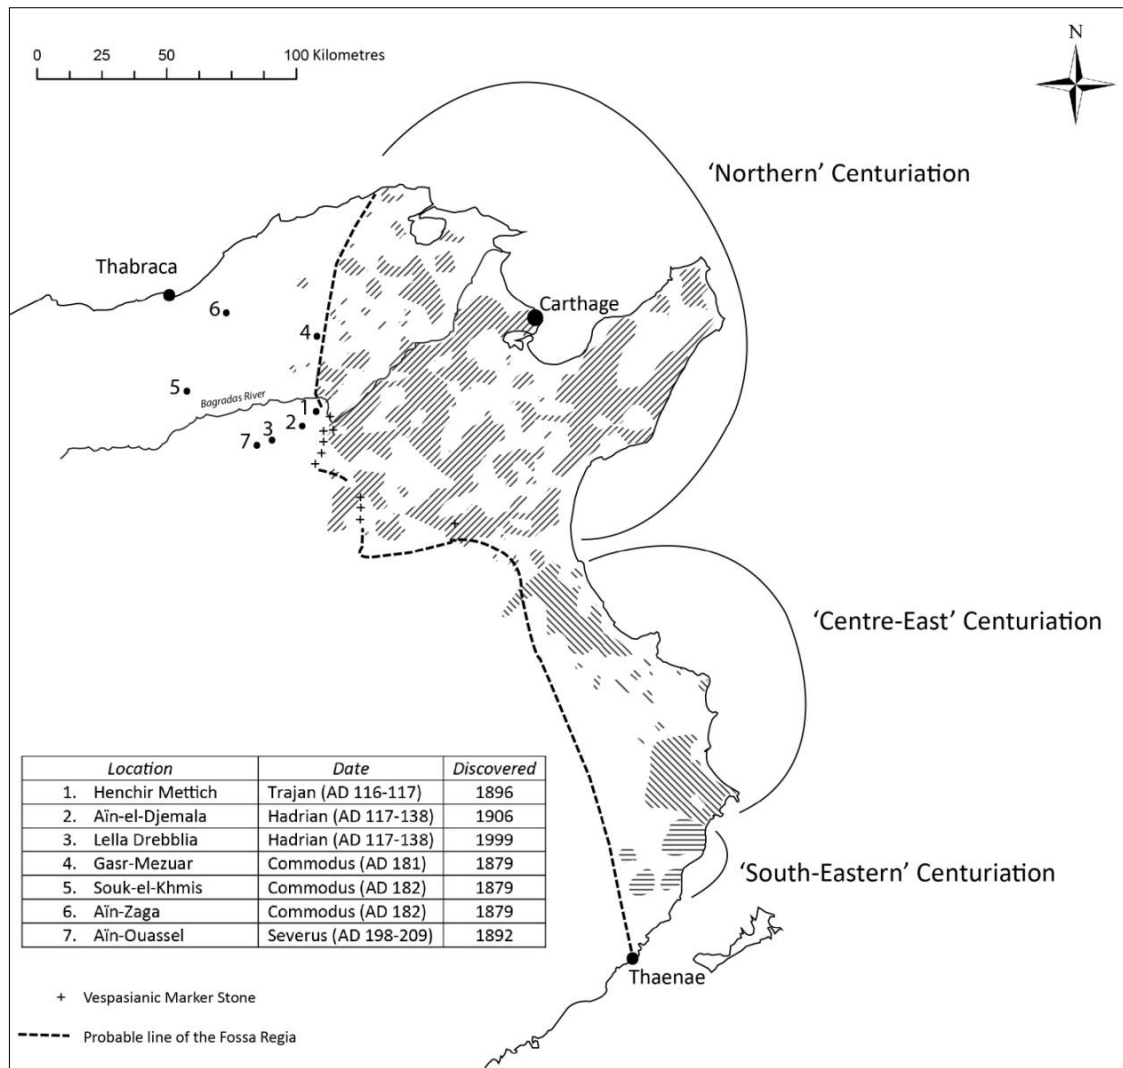 0 25 50 100 Kilometres
N
'Northern' Centuriation
Thabraca
6
Carthage
4
5
Bagradas River
1
2
3
7
'Centre-East' Centuriation
Location Date Discovered
1. Henchir Mettich Trajan (AD 116-117) 1896
2. Aïn-el-Djemala Hadrian (AD 117-138) 1906
3. Lella Drebblia Hadrian (AD 117-138) 1999
4. Gasr-Mezuar Commodus (AD 181) 1879
5. Souk-el-Khmis Commodus (AD 182) 1879
6. Aïn-Zaga Commodus (AD 182) 1879
7. Aïn-Ouassel Severus (AD 198-209) 1892
'South-Eastern' Centuriation
Thaenae
+ Vespasianic Marker Stone
Probable line of the Fossa Regia